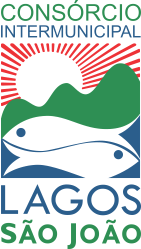 CONSÓRCIO
INTERMUNICIPAL
LAGOS
SÃO JOÃO